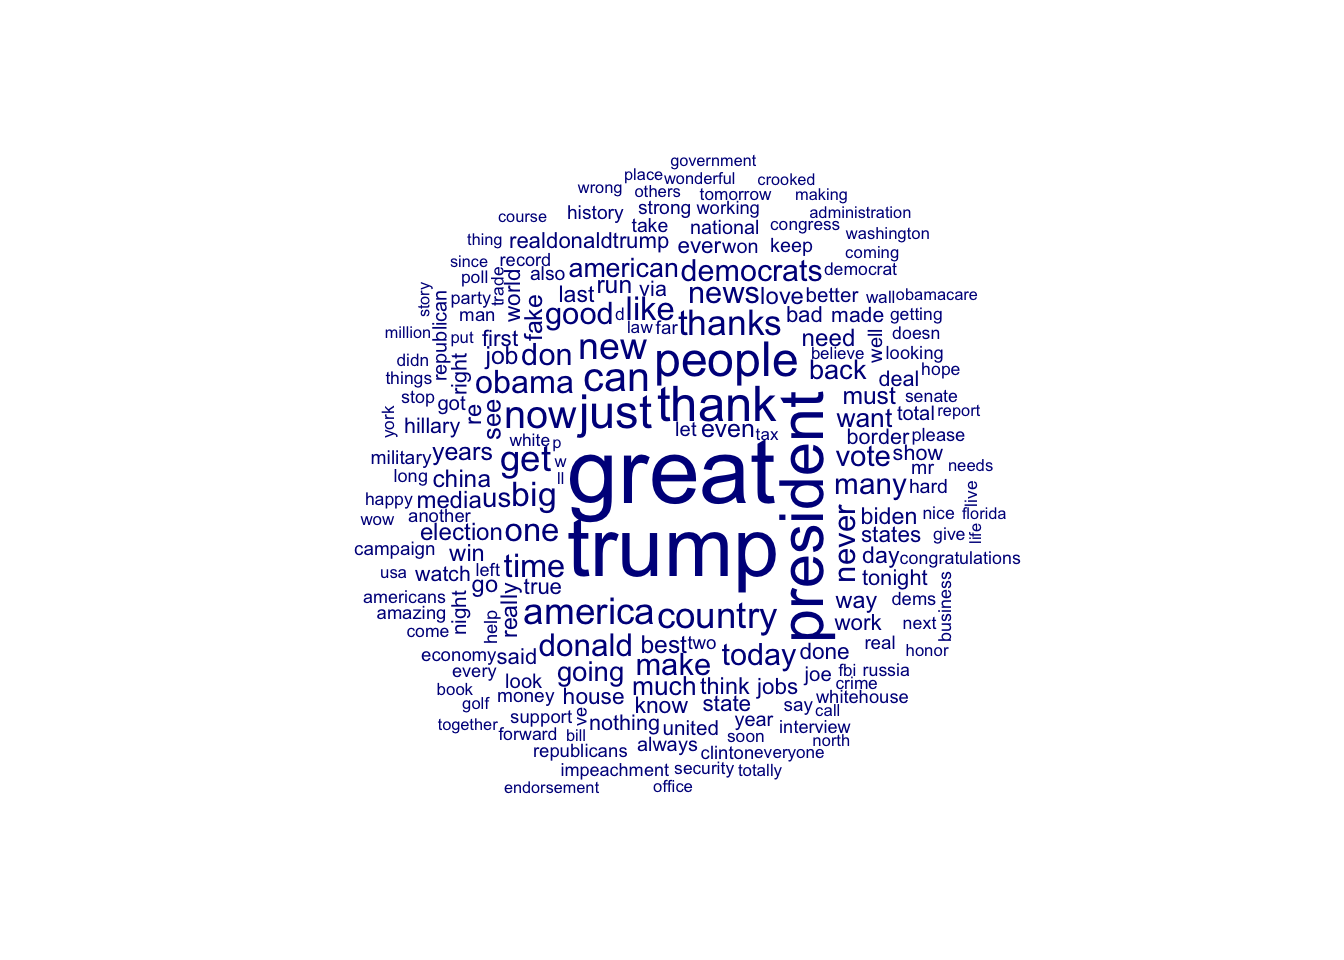 government
place wonderful crooked
wrong others tomorrow making
course history strong working administration
take national congress washington
thing realdonaldtrump ever won keep coming
since record also american democrats democrat
poll trade world last run via news love better wall obamacare
story party man fake good d like thanks bad made getting
million republican put first law far need well doesn
didn right job don new people believe back looking
things obama can deal hope
stop got re see now just thank president must senate
york hillary want total report
white p let even tax border please
military years get w great vote show mr needs
long china ll many hard live
happy media us big
wow another never biden nice florida
election one trump states give life
campaign win day congratulations
usa watch left go time true tonight
americans night help really america country way dems business
amazing work next
come
economy said donald best two today done real honor
every look going make joe fbi russia
book money house much think jobs crime whitehouse
golf know state say call
together support ve nothing united year interview
forward bill always soon north
republicans clinton everyone
impeachment security totally
endorsement office